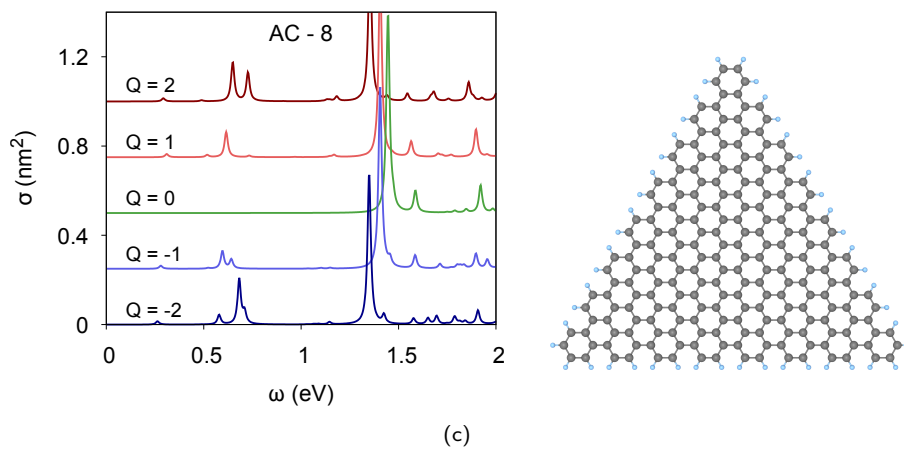 AC - 8
1.2
0.8
0.4
0
σ (nm²)
Q = 2
Q = 1
Q = 0
Q = -1
Q = -2
0 0.5 1 1.5 2
ω (eV)
(c)